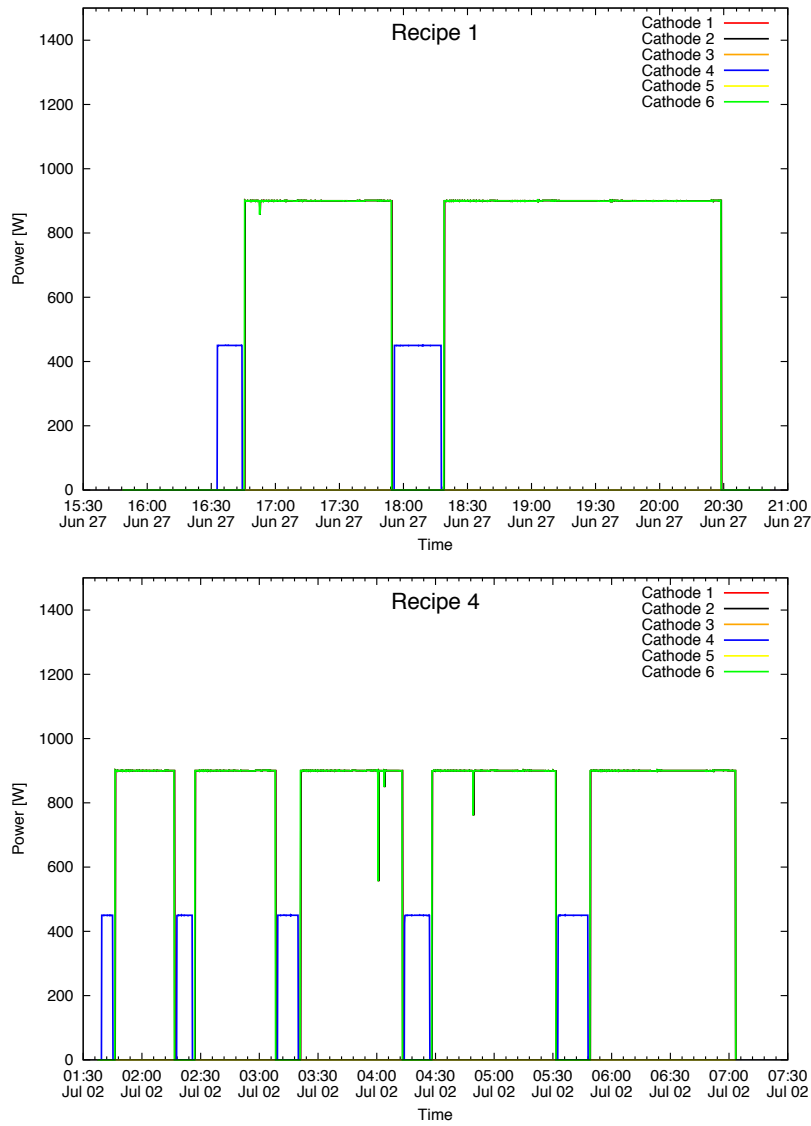 Recipe 1
Cathode 1
Cathode 2
Cathode 3
Cathode 4
Cathode 5
Cathode 6
1400
1200
1000
800
600
400
200
0
Power [W]
15:30 16:00 16:30 17:00 17:30 18:00 18:30 19:00 19:30 20:00 20:30 21:00
Jun 27 Jun 27 Jun 27 Jun 27 Jun 27 Jun 27 Jun 27 Jun 27 Jun 27 Jun 27 Jun 27 Jun 27
Time
Recipe 4
Cathode 1
Cathode 2
Cathode 3
Cathode 4
Cathode 5
Cathode 6
1400
1200
1000
800
600
400
200
0
Power [W]
01:30 02:00 02:30 03:00 03:30 04:00 04:30 05:00 05:30 06:00 06:30 07:00 07:30
Jul 02 Jul 02 Jul 02 Jul 02 Jul 02 Jul 02 Jul 02 Jul 02 Jul 02 Jul 02 Jul 02 Jul 02 Jul 02
Time